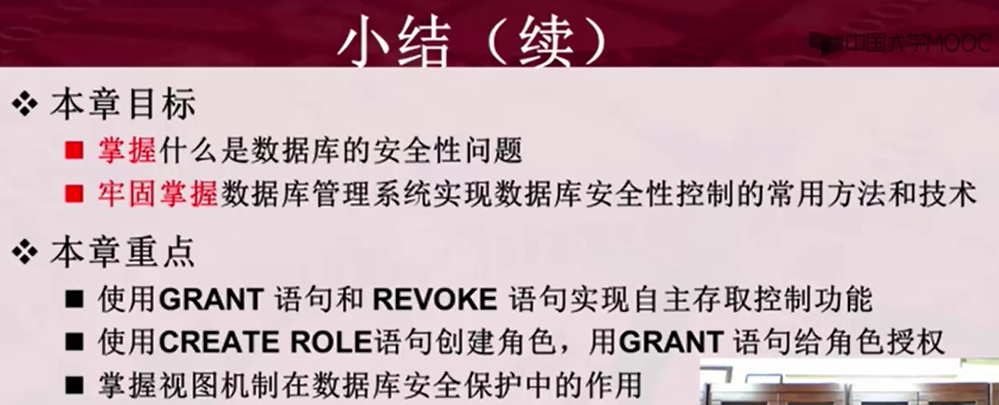 小结（续）
中国大学MOOC
本章目标
掌握什么是数据库的安全性问题
牢固掌握数据库管理系统实现数据库安全性控制的常用方法和技术
本章重点
使用GRANT 语句和 REVOKE 语句实现自主存取控制功能
使用CREATE ROLE语句创建角色，用GRANT 语句给角色授权
掌握视图机制在数据库安全保护中的作用